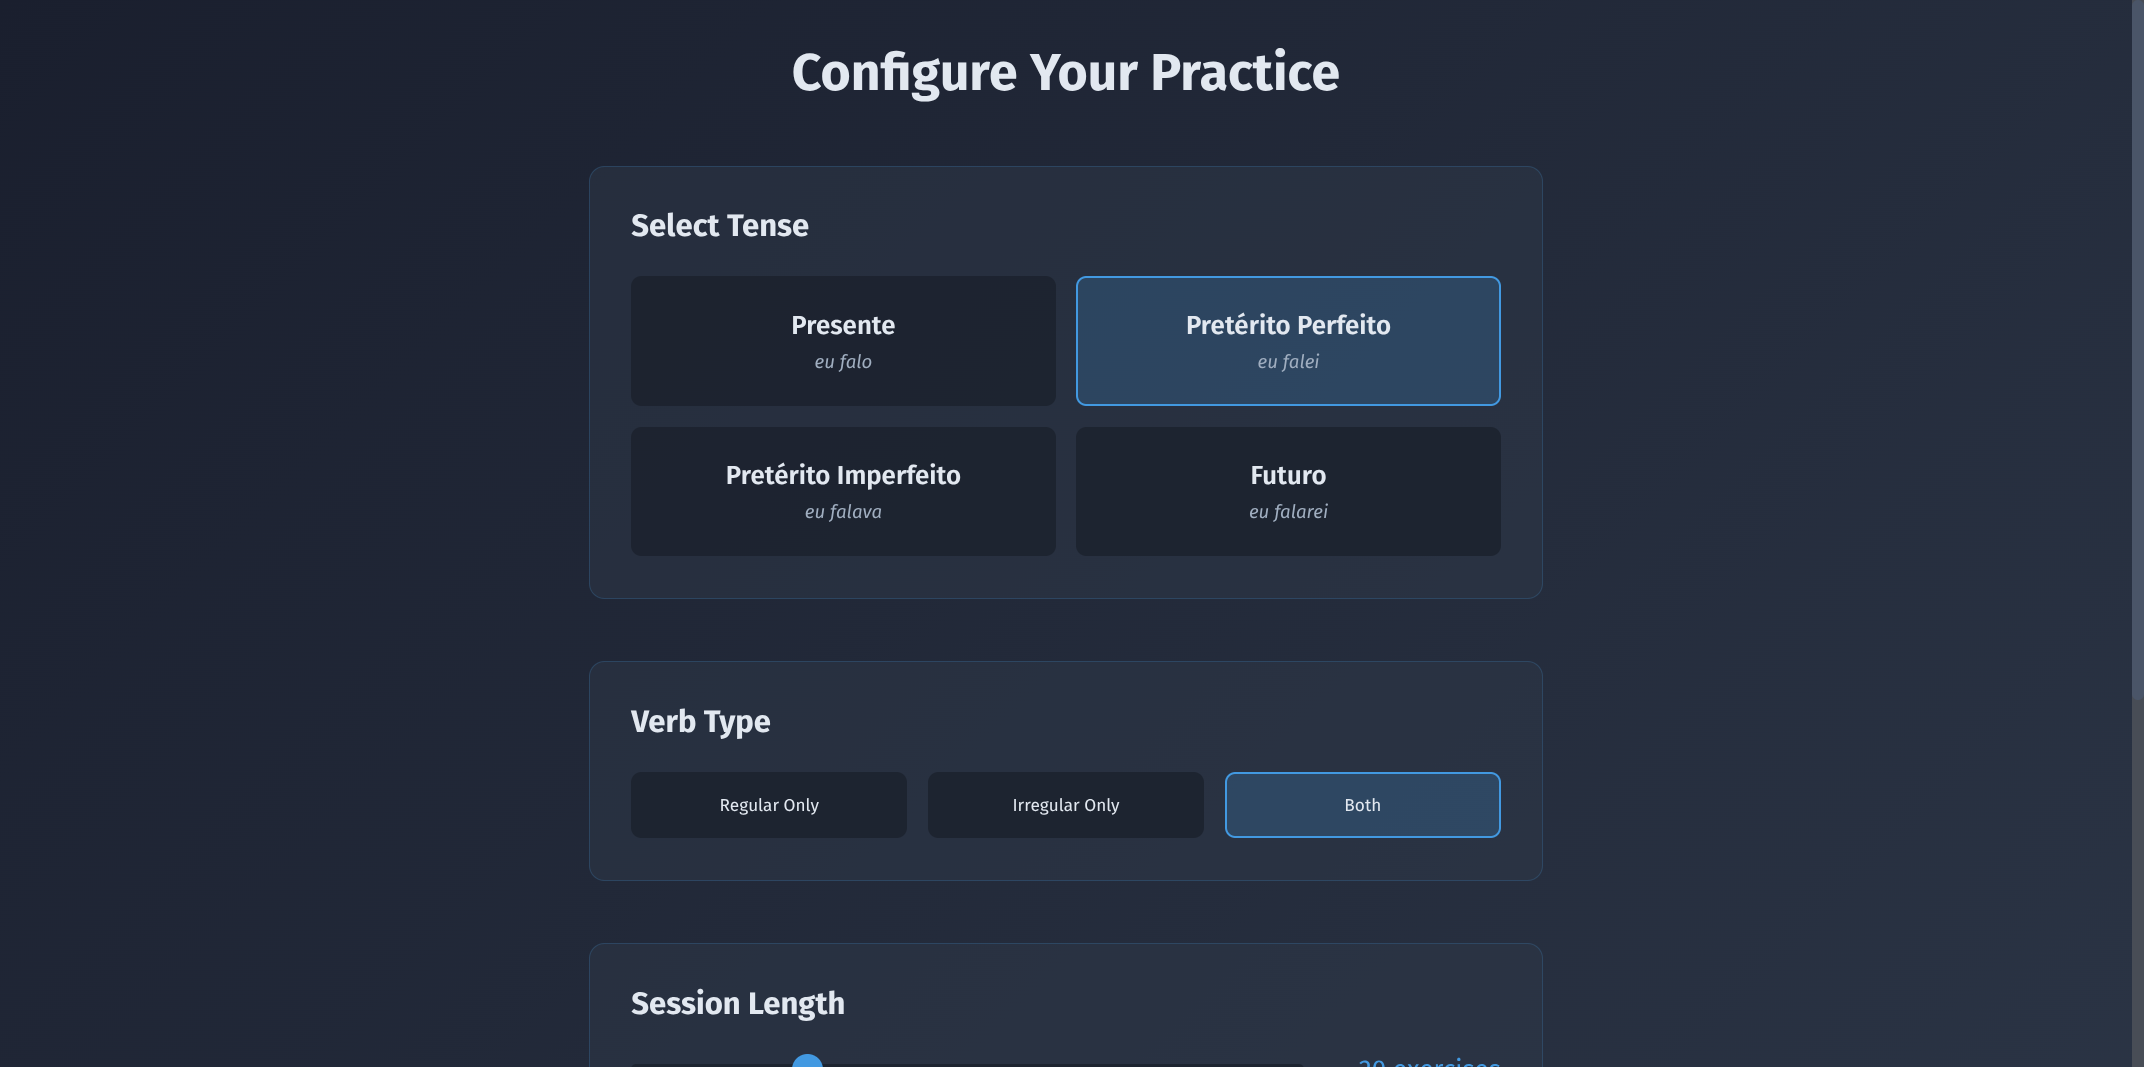 Configure Your Practice
Select Tense
Presente
eu falo
Pretérito Perfeito
eu falei
Pretérito Imperfeito
eu falava
Futuro
eu falarei
Verb Type
Regular Only
Irregular Only
Both
Session Length
exercises